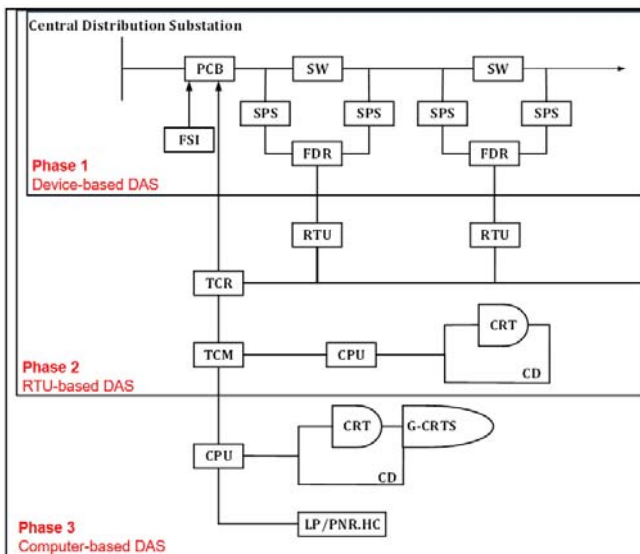 Central Distribution Substation
PCB
SW
SW
SPS
SPS
SPS
SPS
FSI
FDR
FDR
Phase 1
Device-based DAS
RTU
RTU
TCR
CRT
TCM
CPU
CD
Phase 2
RTU-based DAS
CRT
G-CRTS
CPU
CD
LP/PNR.HC
Phase 3
Computer-based DAS